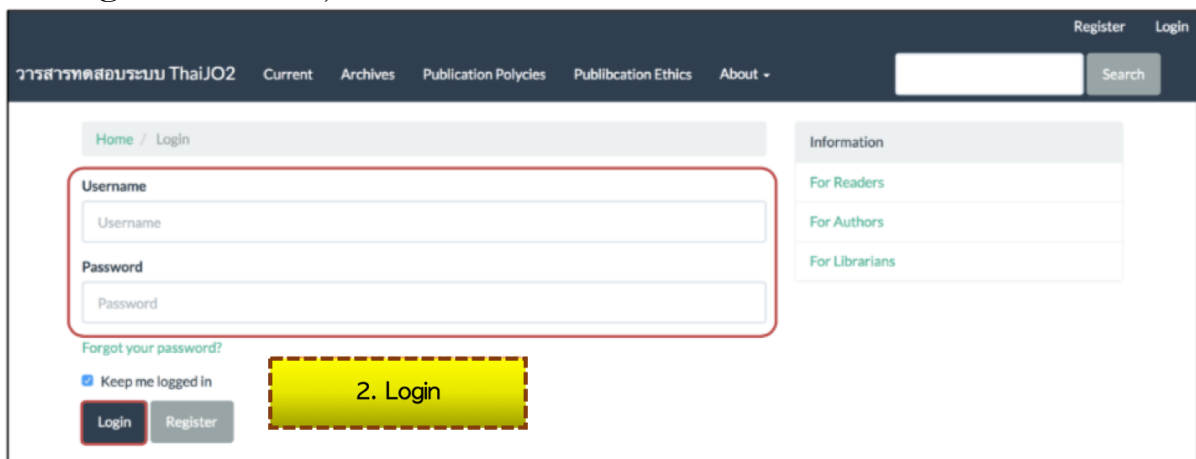 Register Login
วารสารทดสอบระบบ ThaiJO2 Current Archives Publication Polycies Publibcation Ethics About Search
Home / Login
Information
Username
For Readers
Username
For Authors
Password
For Librarians
Password
Forgot your password?
Keep me logged in
2. Login
Login Register